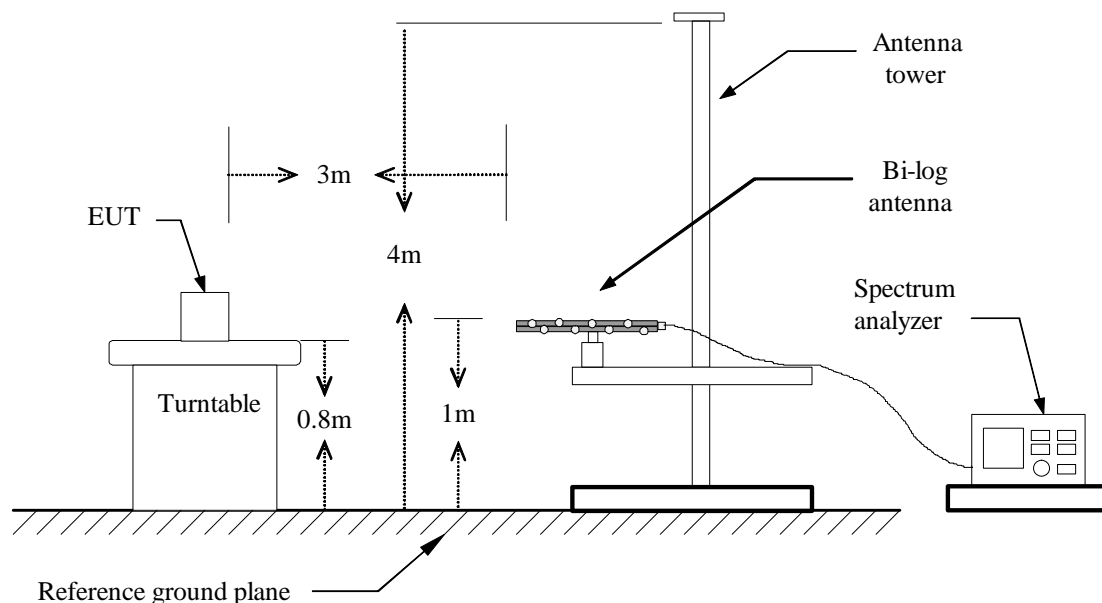 Antenna
tower
3m
Bi-log
antenna
EUT
4m
Spectrum
analyzer
Turntable
0.8m
1m
Reference ground plane